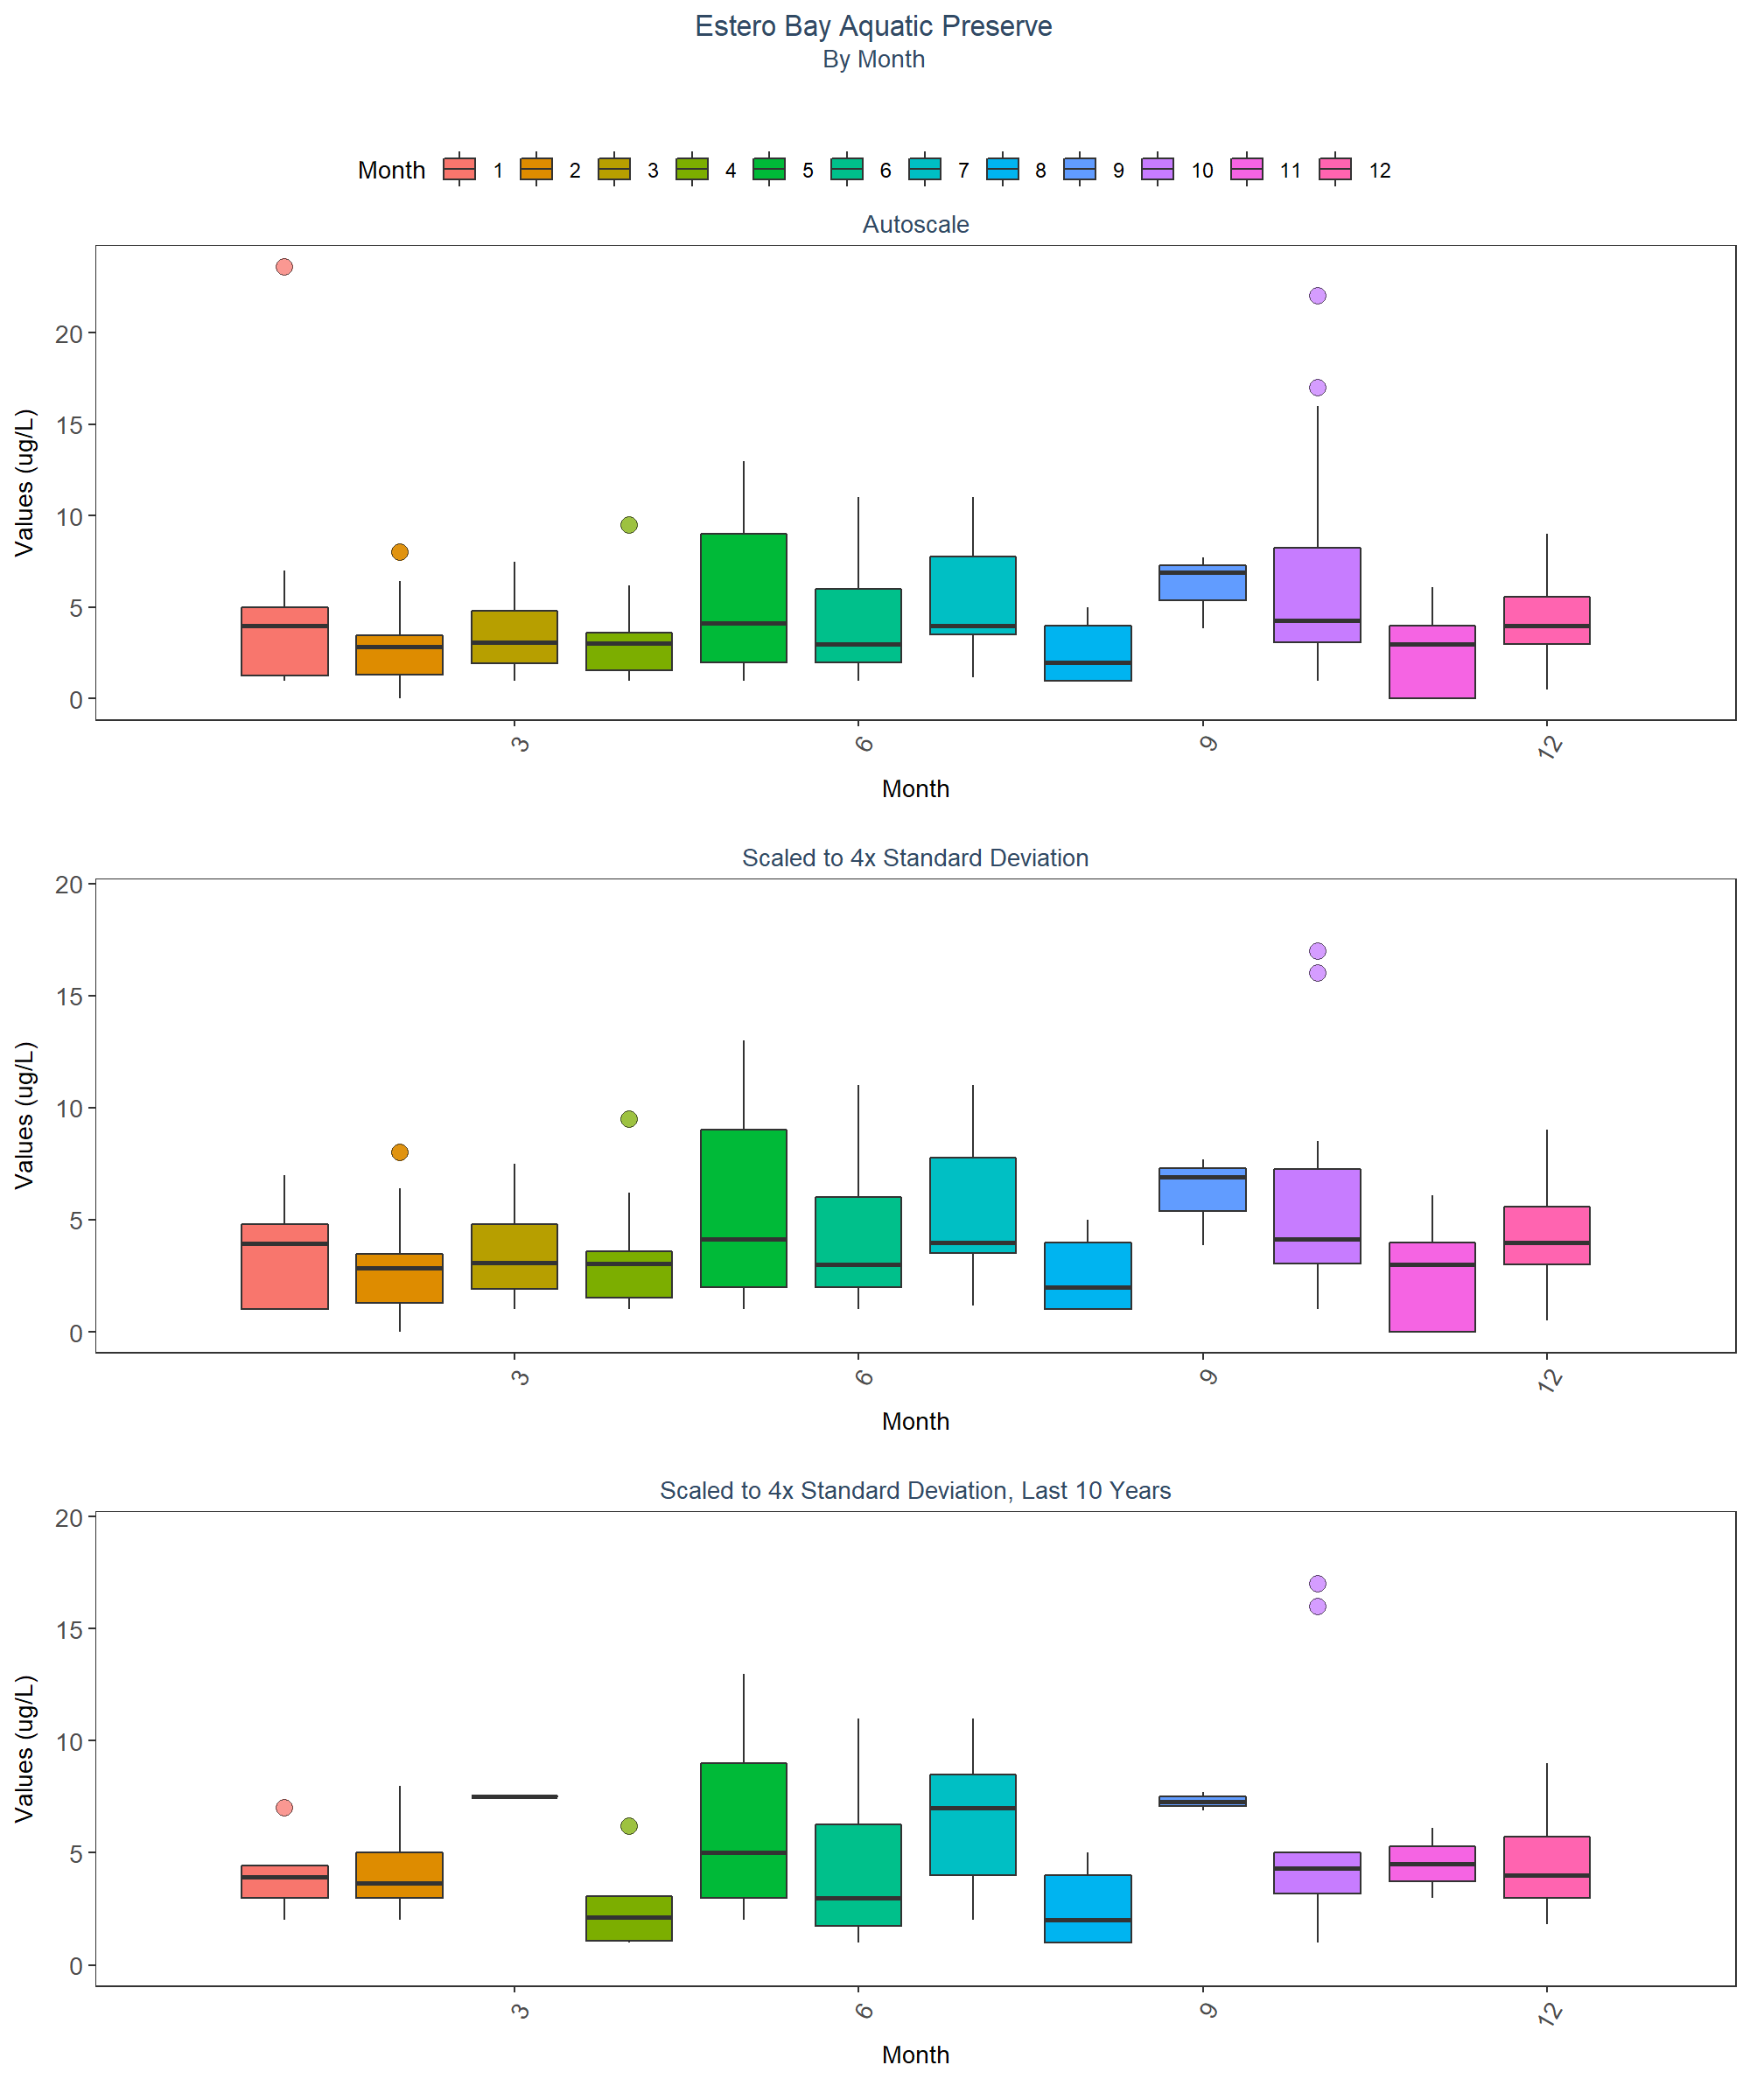 Estero Bay Aquatic Preserve
By Month
Month 1 2 3 4 5 6 7 8 9 10 11 12
Autoscale
Values (ug/L)
20
15
10
5
0
3 6 9 12
Month
Scaled to 4x Standard Deviation
Values (ug/L)
20
15
10
5
0
3 6 9 12
Month
Scaled to 4x Standard Deviation, Last 10 Years
Values (ug/L)
20
15
10
5
0
3 6 9 12
Month